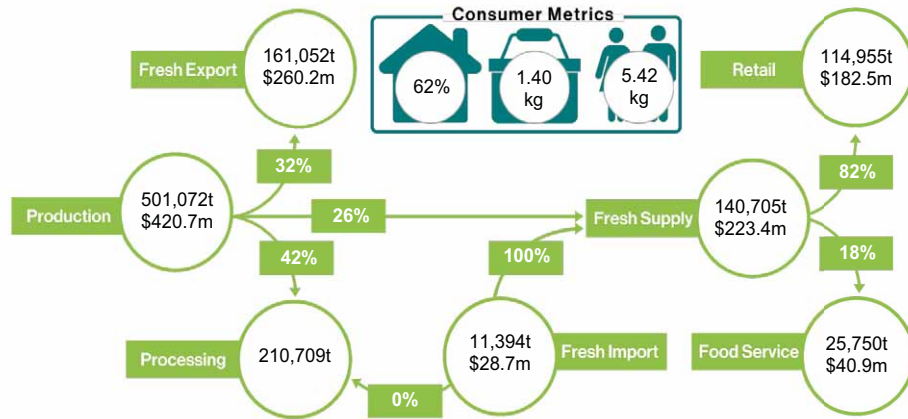 Consumer Metrics
62%
1.40
kg
5.42
kg
Fresh Export
161,052t
$260.2m
Retail
114,955t
$182.5m
32%
82%
Production
501,072t
$420.7m
26%
Fresh Supply
140,705t
$223.4m
42%
100%
18%
Processing
210,709t
11,394t
$28.7m
Fresh Import
Food Service
25,750t
$40.9m
0%